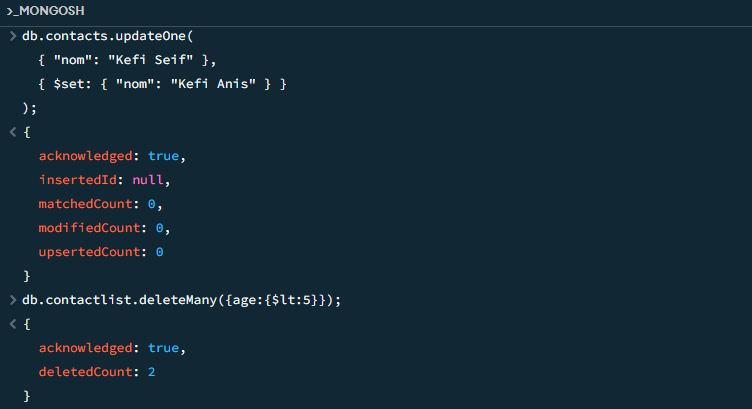 >_MONGOSH
> db.contacts.updateOne(
{ "nom": "Kefi Seif" },
{ $set: { "nom": "Kefi Anis" } }
);
< {
acknowledged: true,
insertedId: null,
matchedCount: 0,
modifiedCount: 0,
upsertedCount: 0
}
> db.contactlist.deleteMany({age:{$lt:5}});
< {
acknowledged: true,
deletedCount: 2
}